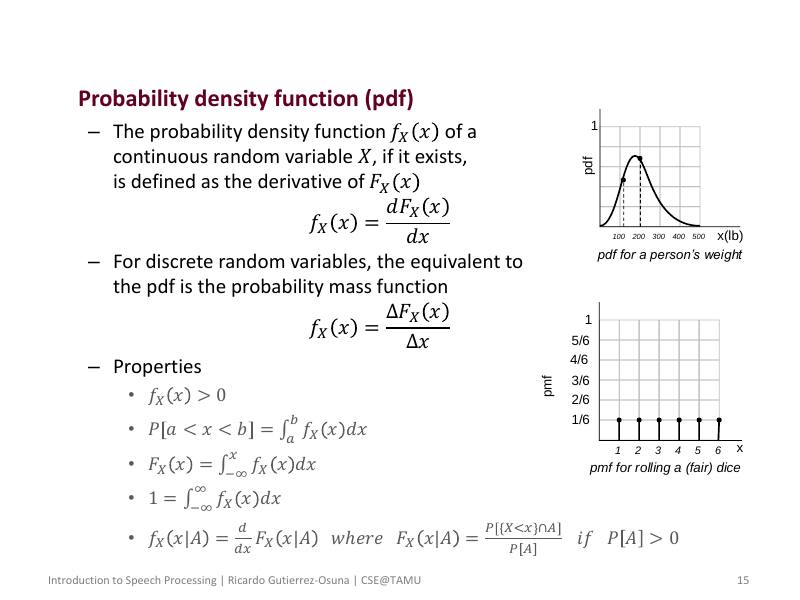 Probability density function (pdf)
– The probability density function f_X(x) of a
continuous random variable X, if it exists,
is defined as the derivative of F_X(x)
f_X(x) = dF_X(x)/dx
– For discrete random variables, the equivalent to
the pdf is the probability mass function
f_X(x) = ΔF_X(x)/Δx
– Properties
• f_X(x) > 0
• P[a < x < b] = ∫_a^b f_X(x)dx
• F_X(x) = ∫_{−∞}^x f_X(x)dx
• 1 = ∫_{−∞}^∞ f_X(x)dx
• f_X(x|A) = d/dx F_X(x|A) where F_X(x|A) = P[{X<x}∩A]/P[A] if P[A] > 0
1
pdf
100 200 300 400 500 x(lb)
pdf for a person's weight
1
5/6
4/6
3/6
2/6
1/6
pmf
1 2 3 4 5 6 x
pmf for rolling a (fair) dice
Introduction to Speech Processing | Ricardo Gutierrez-Osuna | CSE@TAMU
15